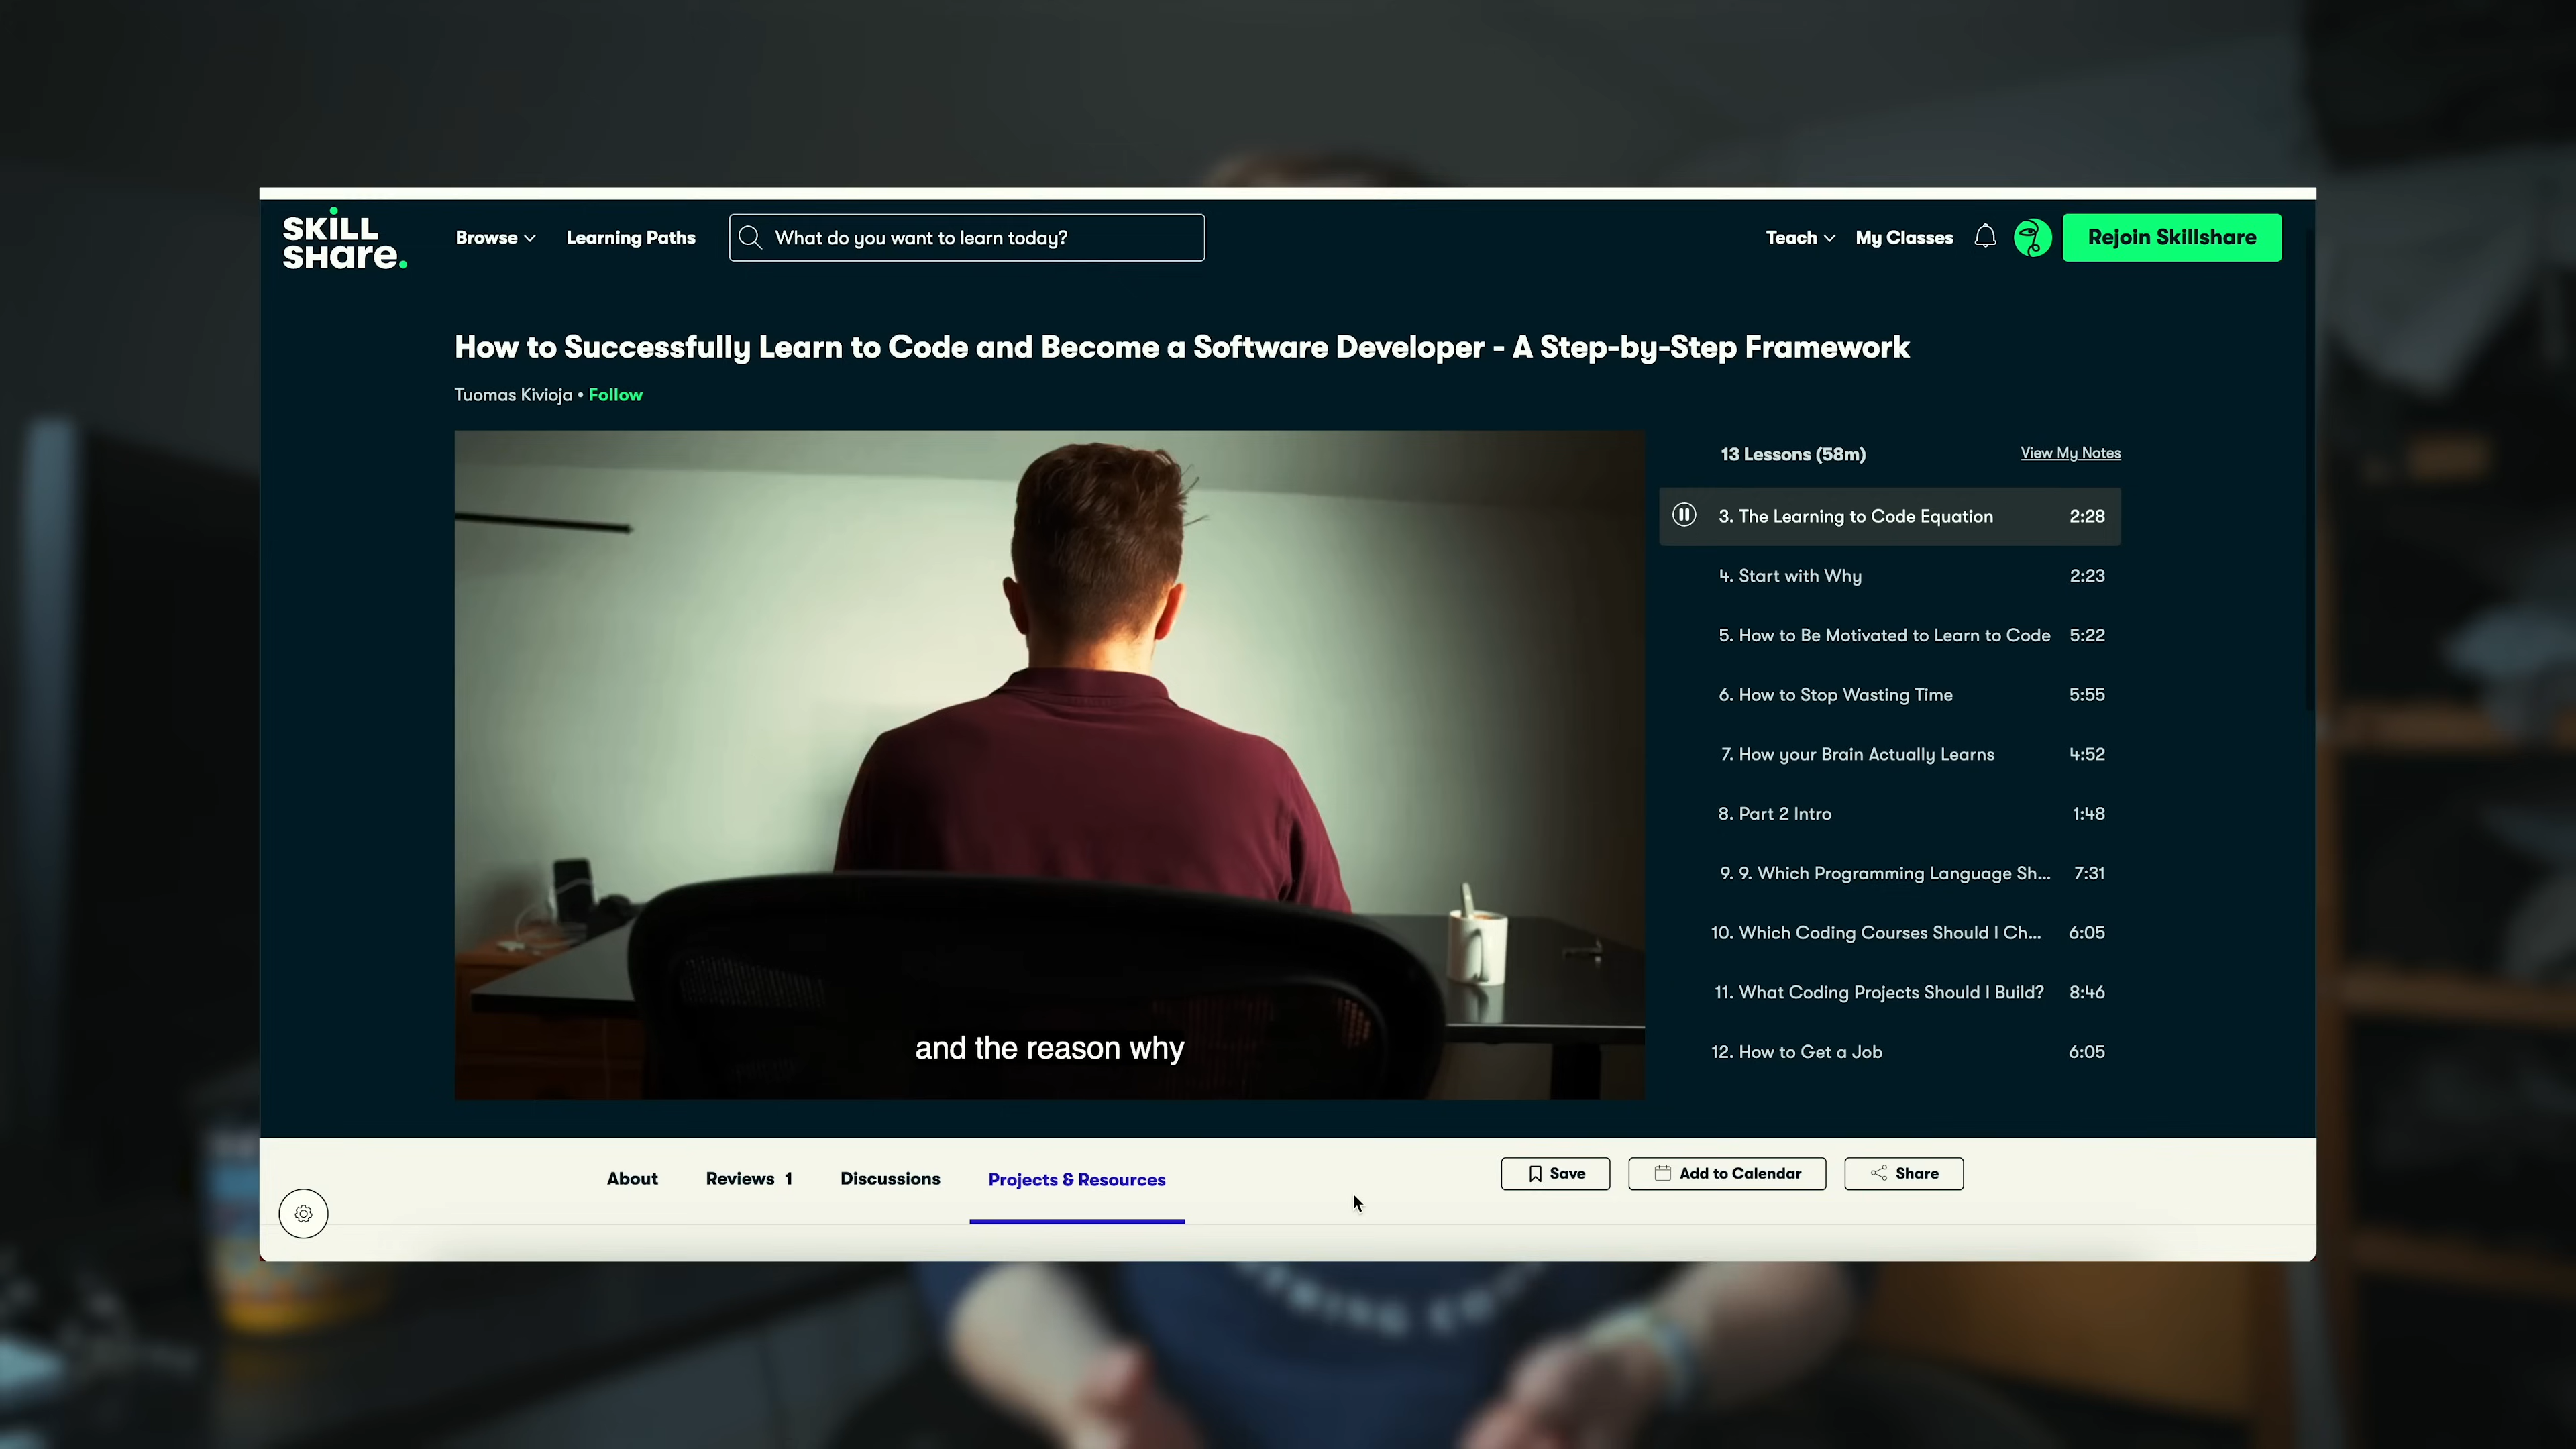 SKILL
SHare.
Browse
Learning Paths
What do you want to learn today?
Teach
My Classes
Rejoin Skillshare
How to Successfully Learn to Code and Become a Software Developer - A Step-by-Step Framework
Tuomas Kivioja • Follow
13 Lessons (58m)
View My Notes
3. The Learning to Code Equation 2:28
4. Start with Why 2:23
5. How to Be Motivated to Learn to Code 5:22
6. How to Stop Wasting Time 5:55
7. How your Brain Actually Learns 4:52
8. Part 2 Intro 1:48
9. 9. Which Programming Language Sh... 7:31
10. Which Coding Courses Should I Ch... 6:05
11. What Coding Projects Should I Build? 8:46
12. How to Get a Job 6:05
and the reason why
About
Reviews 1
Discussions
Projects & Resources
Save
Add to Calendar
Share